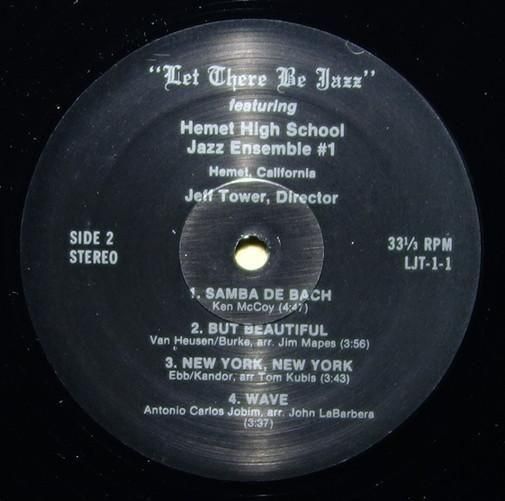 "Let There Be Jazz"
featuring
Hemet High School
Jazz Ensemble #1
Hemet, California
Jeff Tower, Director
SIDE 2
STEREO
33⅓ RPM
LJT-1-1
1. SAMBA DE BACH
Ken McCoy (4:47)
2. BUT BEAUTIFUL
Van Heusen/Burke, arr. Jim Mapes (3:56)
3. NEW YORK, NEW YORK
Ebb/Kandor, arr Tom Kubis (3:43)
4. WAVE
Antonio Carlos Jobim, arr. John LaBarbera
(3:37)